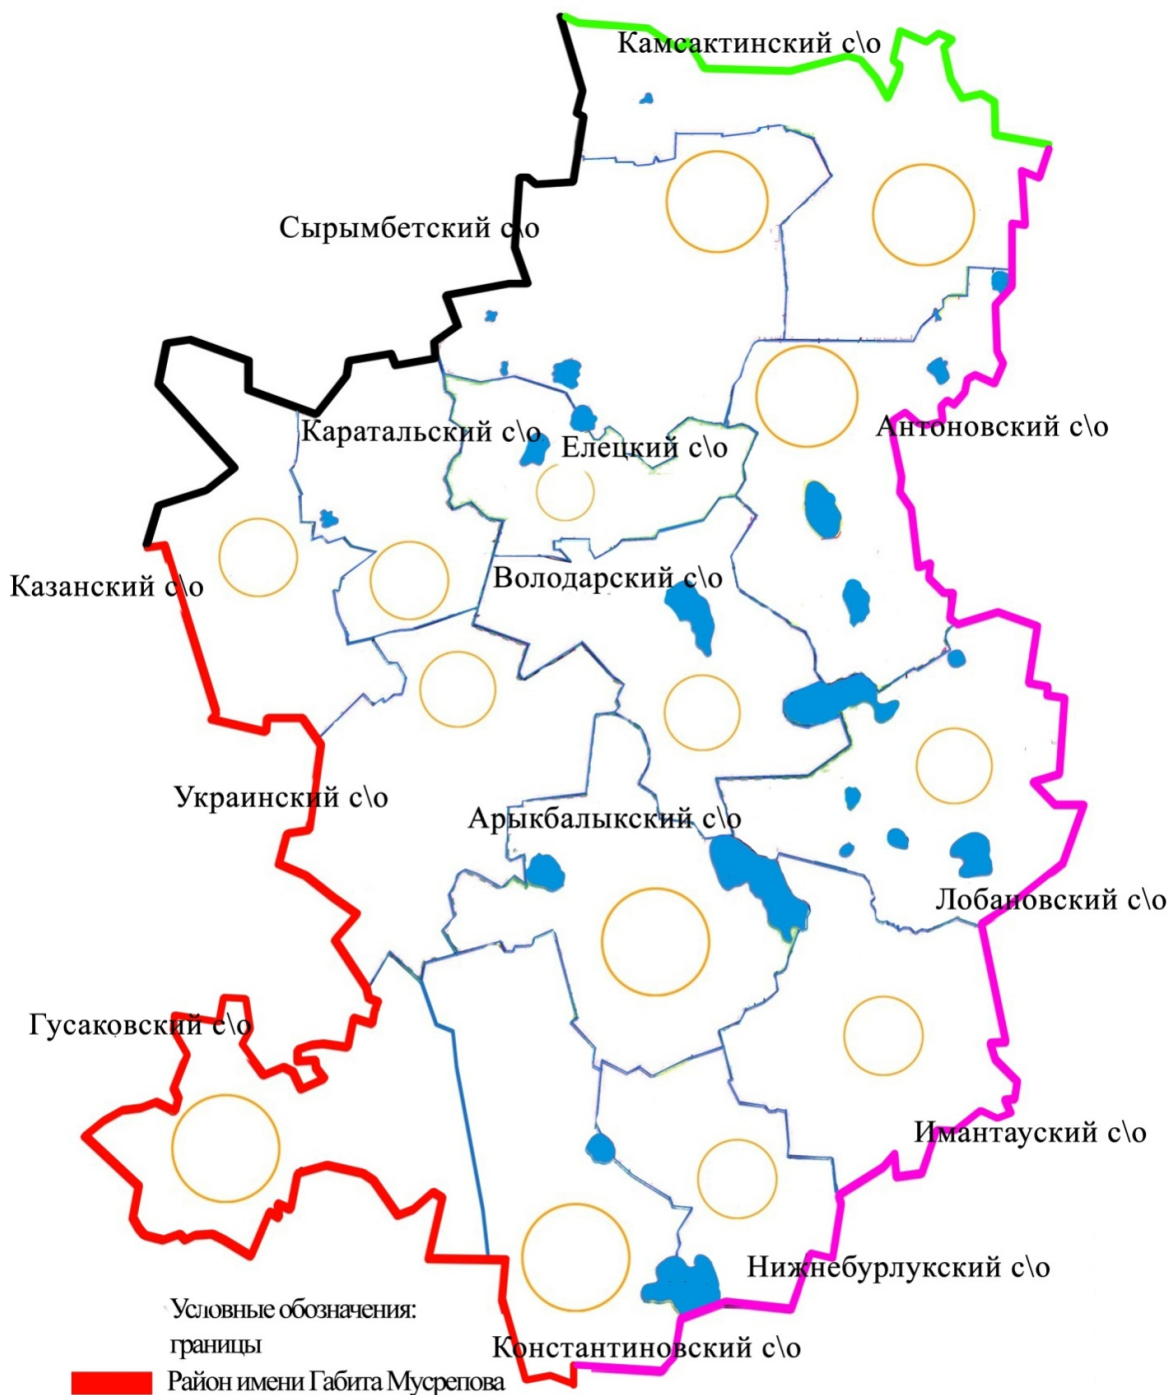 Камсактинский с\о
Сырымбетский с\о
Каратальский с\о
Елецкий с\о
Антоновский с\о
Казанский с\о
Володарский с\о
Украинский с\о
Арыкбалыкский с\о
Лобановский с\о
Гусаковский с\о
Имантауский с\о
Нижнебурлукский с\о
Константиновский с\о
Условные обозначения:
границы
Район имени Габита Мусрепова